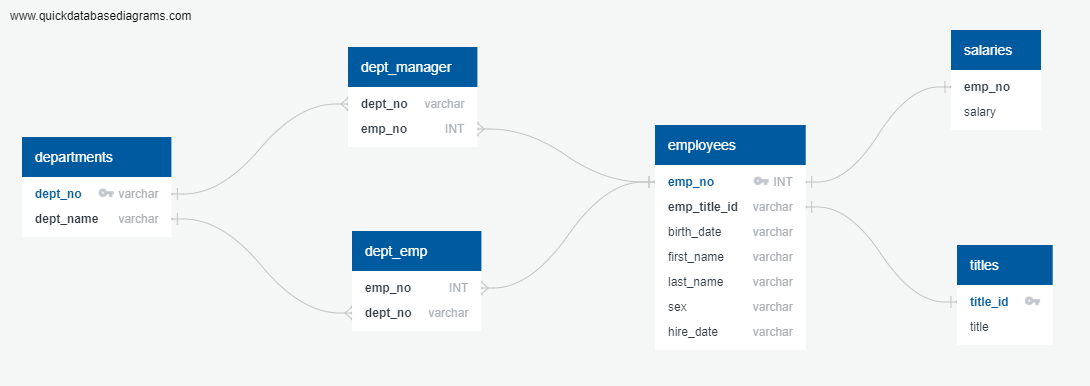 www.quickdatabasediagrams.com
departments
dept_no varchar
dept_name varchar
dept_manager
dept_no varchar
emp_no INT
dept_emp
emp_no INT
dept_no varchar
employees
emp_no INT
emp_title_id varchar
birth_date varchar
first_name varchar
last_name varchar
sex varchar
hire_date varchar
salaries
emp_no
salary
titles
title_id
title